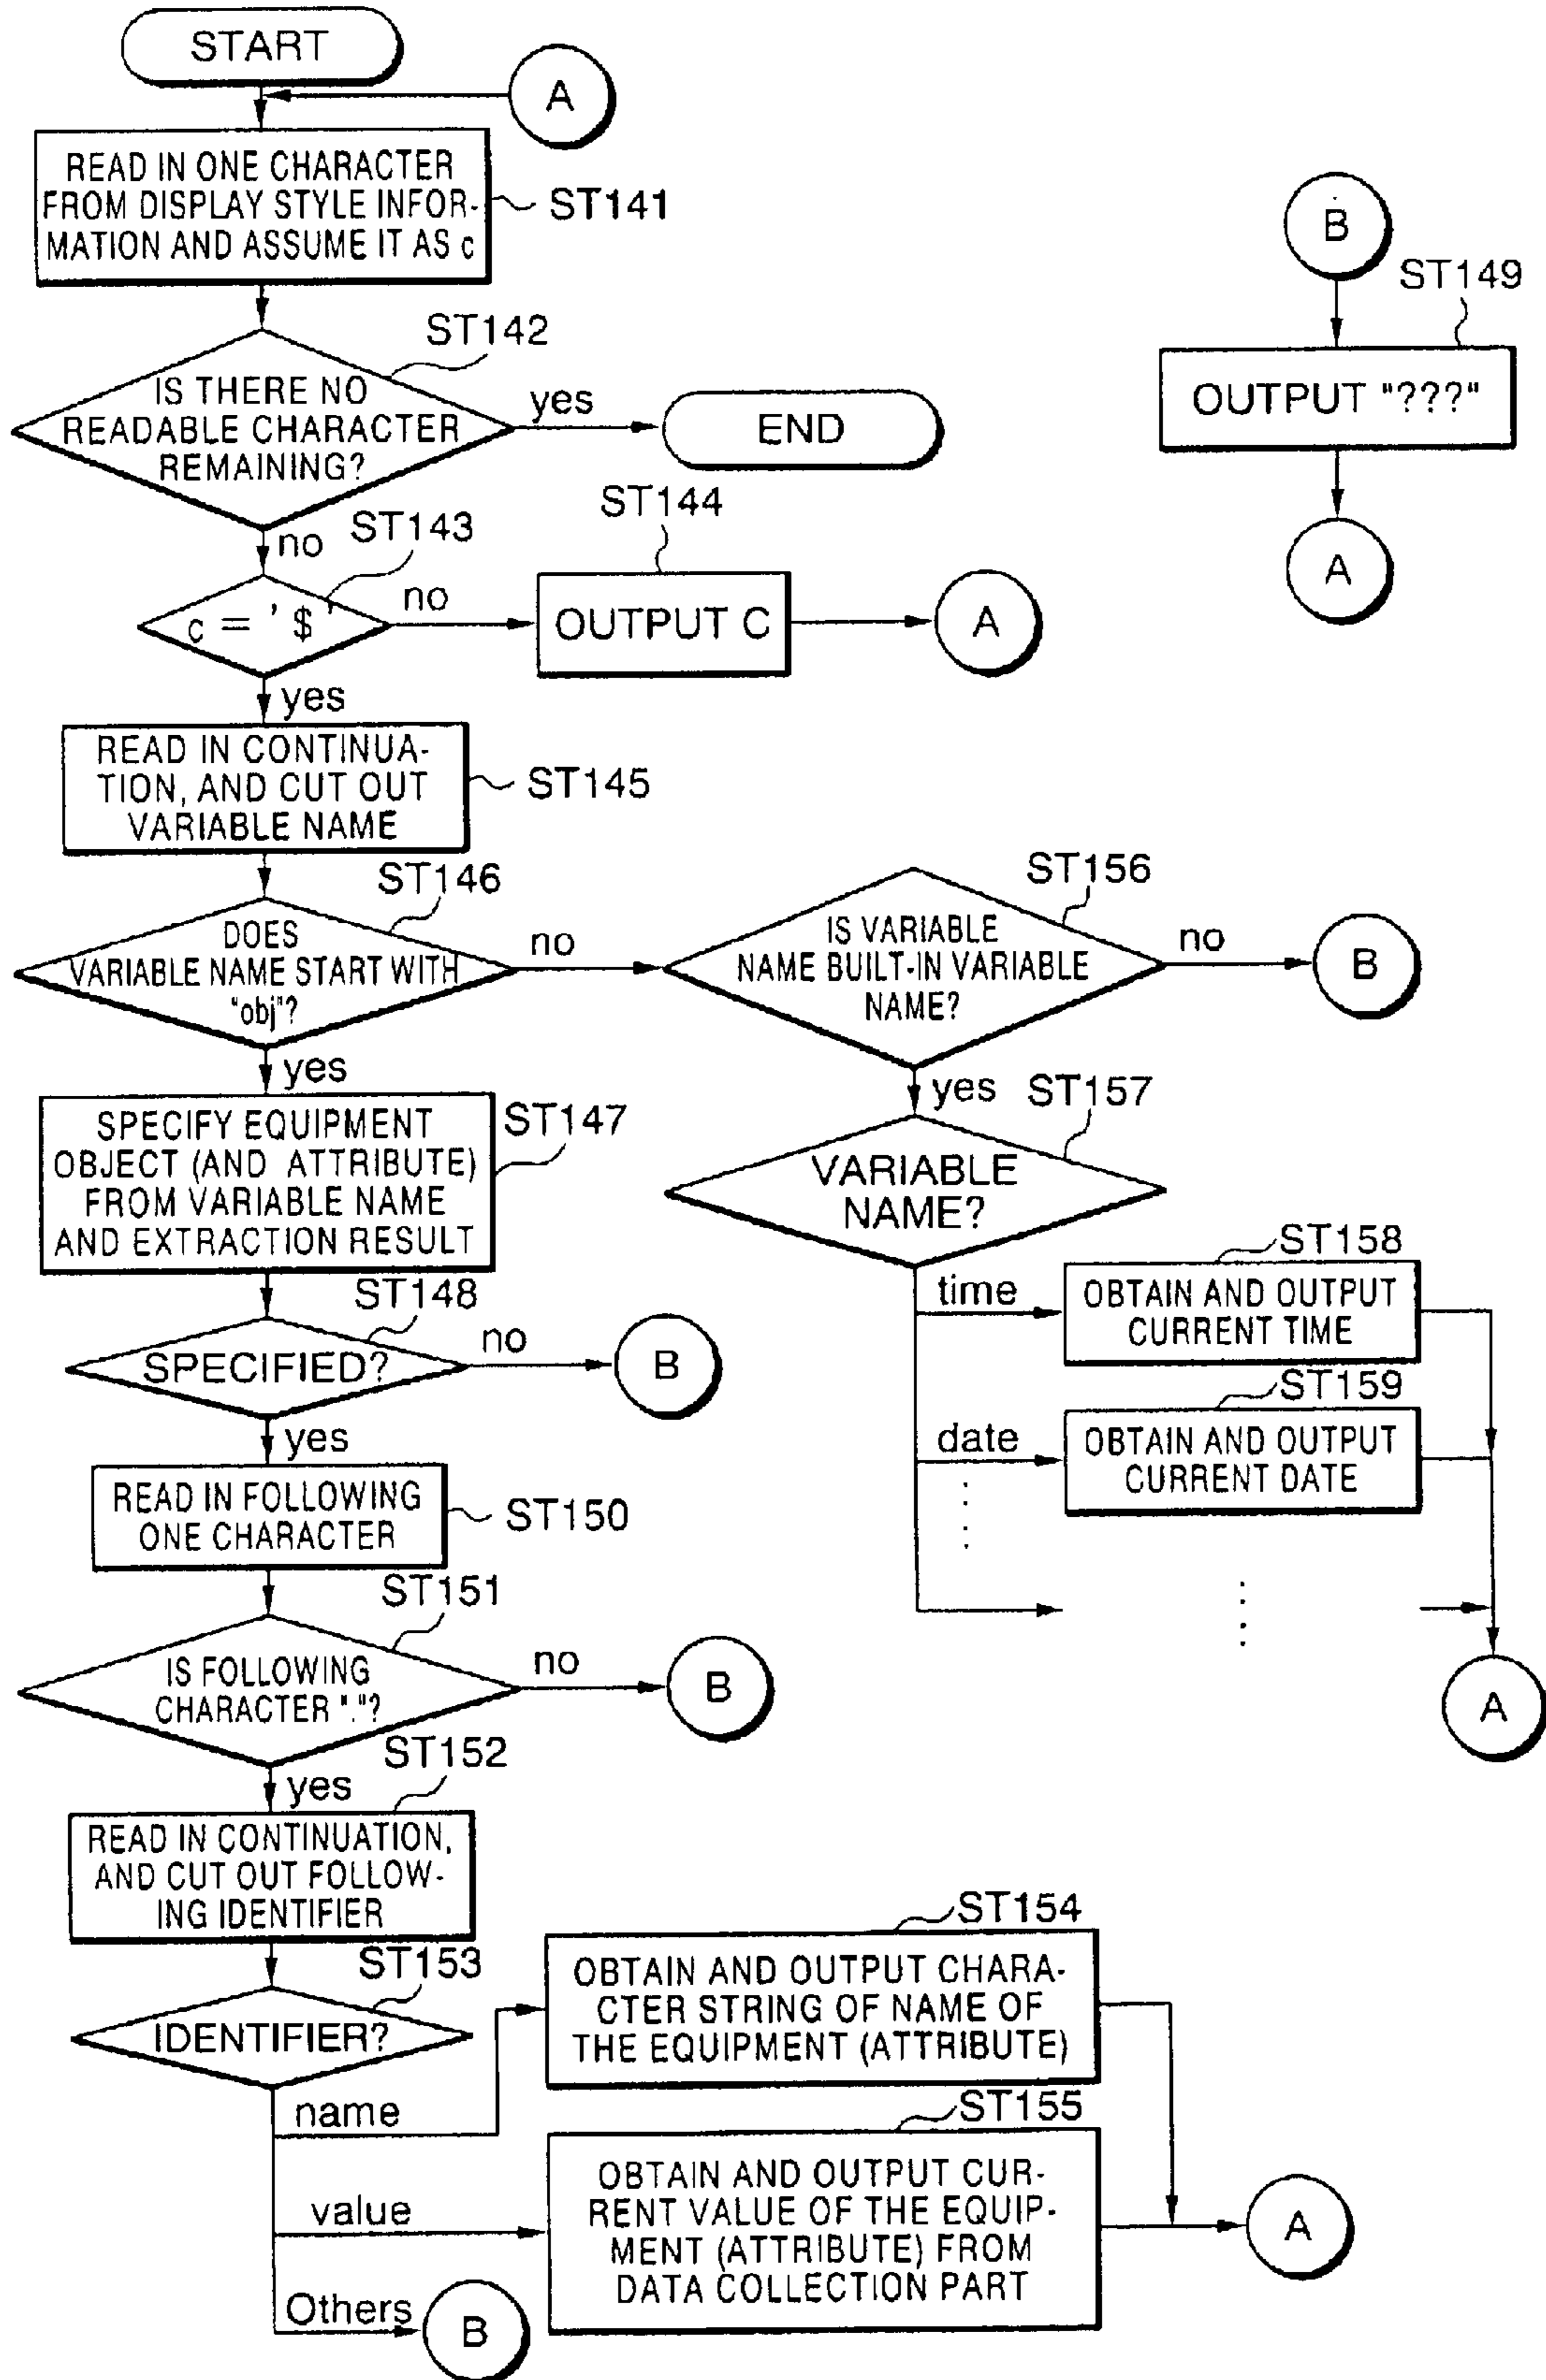 START
A
READ IN ONE CHARACTER
FROM DISPLAY STYLE INFOR-
MATION AND ASSUME IT AS c
ST141
B
ST149
OUTPUT "???"
A
ST142
IS THERE NO
READABLE CHARACTER
REMAINING?
yes
END
no
ST143
c = '$'
no
ST144
OUTPUT C
A
yes
READ IN CONTINUA-
TION, AND CUT OUT
VARIABLE NAME
ST145
ST146
DOES
VARIABLE NAME START WITH
"obj"?
no
ST156
IS VARIABLE
NAME BUILT-IN VARIABLE
NAME?
no
B
yes
SPECIFY EQUIPMENT
OBJECT (AND ATTRIBUTE)
FROM VARIABLE NAME
AND EXTRACTION RESULT
ST147
yes
ST157
VARIABLE
NAME?
ST158
time
OBTAIN AND OUTPUT
CURRENT TIME
ST159
date
OBTAIN AND OUTPUT
CURRENT DATE
A
ST148
SPECIFIED?
no
B
yes
READ IN FOLLOWING
ONE CHARACTER
ST150
ST151
IS FOLLOWING
CHARACTER "."?
no
B
yes
ST152
READ IN CONTINUATION,
AND CUT OUT FOLLOW-
ING IDENTIFIER
ST153
IDENTIFIER?
name
ST154
OBTAIN AND OUTPUT CHARA-
CTER STRING OF NAME OF
THE EQUIPMENT (ATTRIBUTE)
value
ST155
OBTAIN AND OUTPUT CUR-
RENT VALUE OF THE EQUIP-
MENT (ATTRIBUTE) FROM
DATA COLLECTION PART
A
Others
B